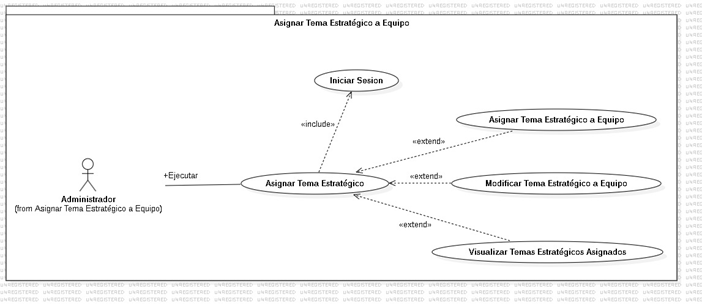 Asignar Tema Estratégico a Equipo
Iniciar Sesion
«include»
Asignar Tema Estratégico a Equipo
«extend»
+Ejecutar
Asignar Tema Estratégico
«extend»
Modificar Tema Estratégico a Equipo
Administrador
(from Asignar Tema Estratégico a Equipo)
«extend»
Visualizar Temas Estratégicos Asignados